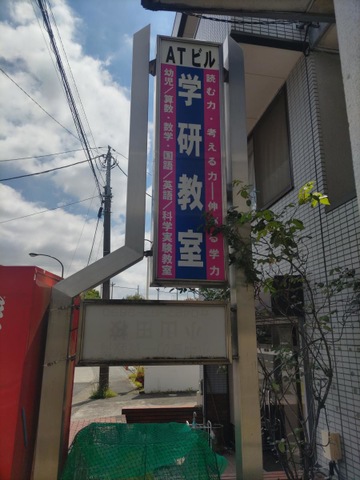 ATビル
読む力・考える力━伸びる学力
学研教室
幼児／算数・数学・国語／英語／科学実験教室